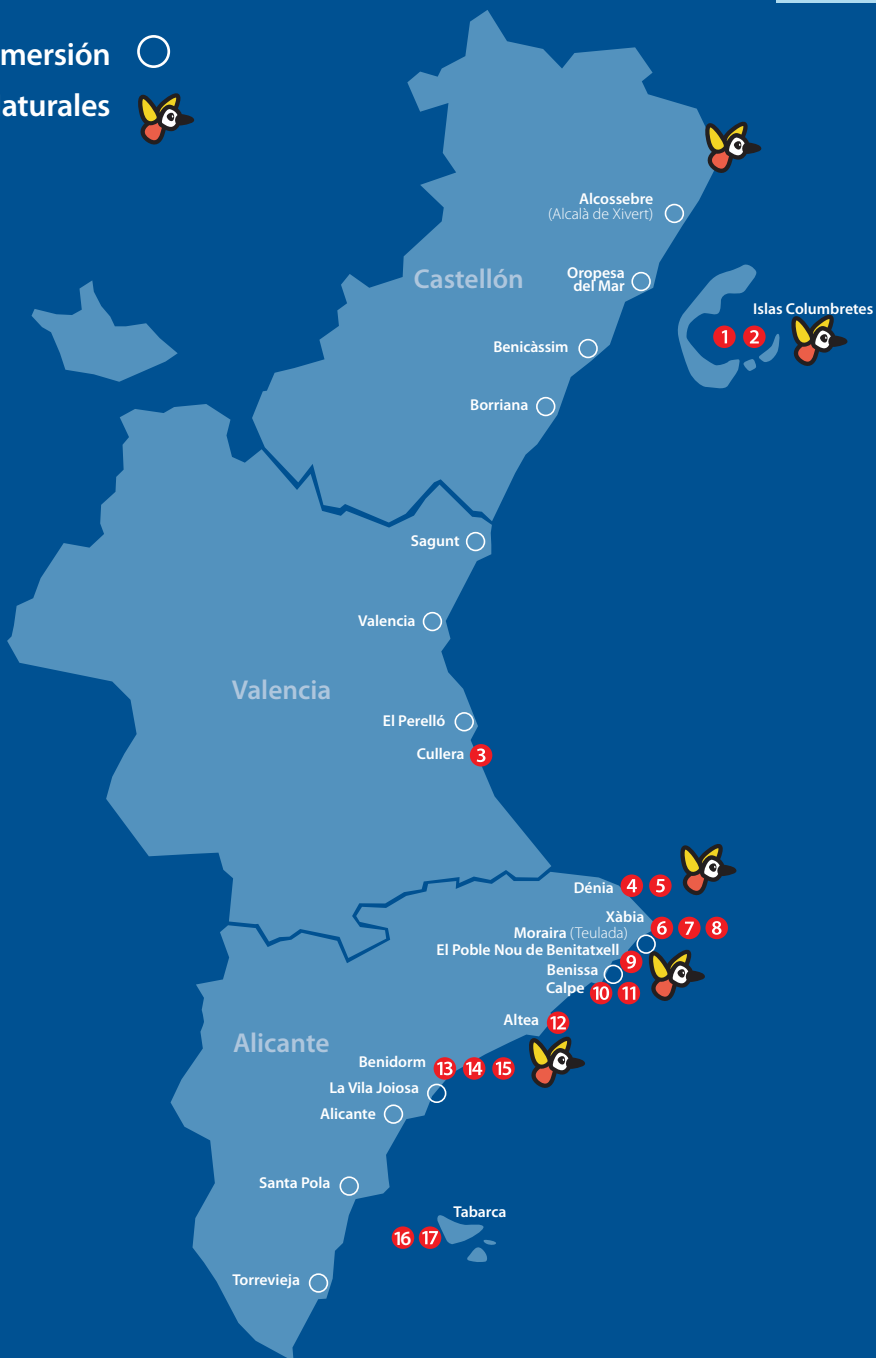 mersión
aturales
Alcossebre
(Alcalà de Xivert)
Castellón
Oropesa
del Mar
Islas Columbretes
1 2
Benicàssim
Borriana
Sagunt
Valencia
Valencia
El Perelló
Cullera 3
Dénia 4 5
Xàbia
6 7 8
Moraira (Teulada)
El Poble Nou de Benitatxell
9
Benissa
Calpe 10 11
Altea 12
Alicante
Benidorm 13 14 15
La Vila Joiosa
Alicante
Santa Pola
Tabarca
16 17
Torrevieja